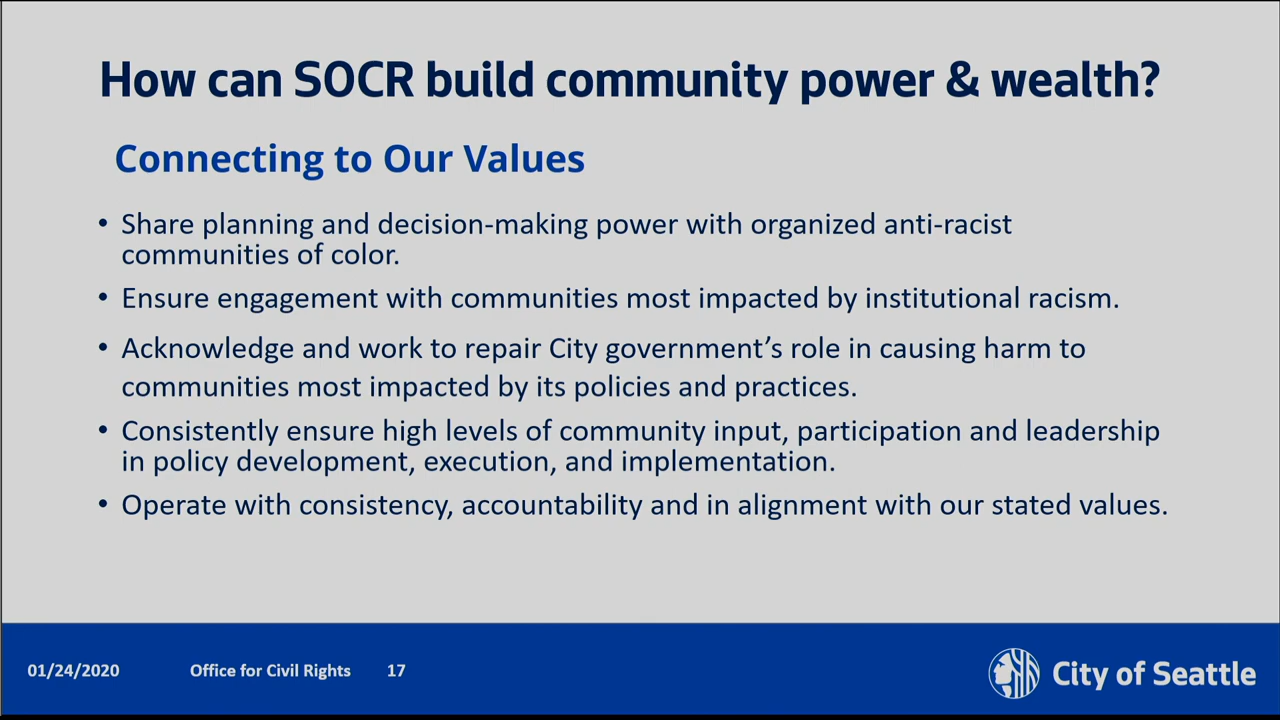 How can SOCR build community power & wealth?
Connecting to Our Values
• Share planning and decision-making power with organized anti-racist
communities of color.
• Ensure engagement with communities most impacted by institutional racism.
• Acknowledge and work to repair City government’s role in causing harm to
communities most impacted by its policies and practices.
• Consistently ensure high levels of community input, participation and leadership
in policy development, execution, and implementation.
• Operate with consistency, accountability and in alignment with our stated values.
01/24/2020 Office for Civil Rights 17 City of Seattle